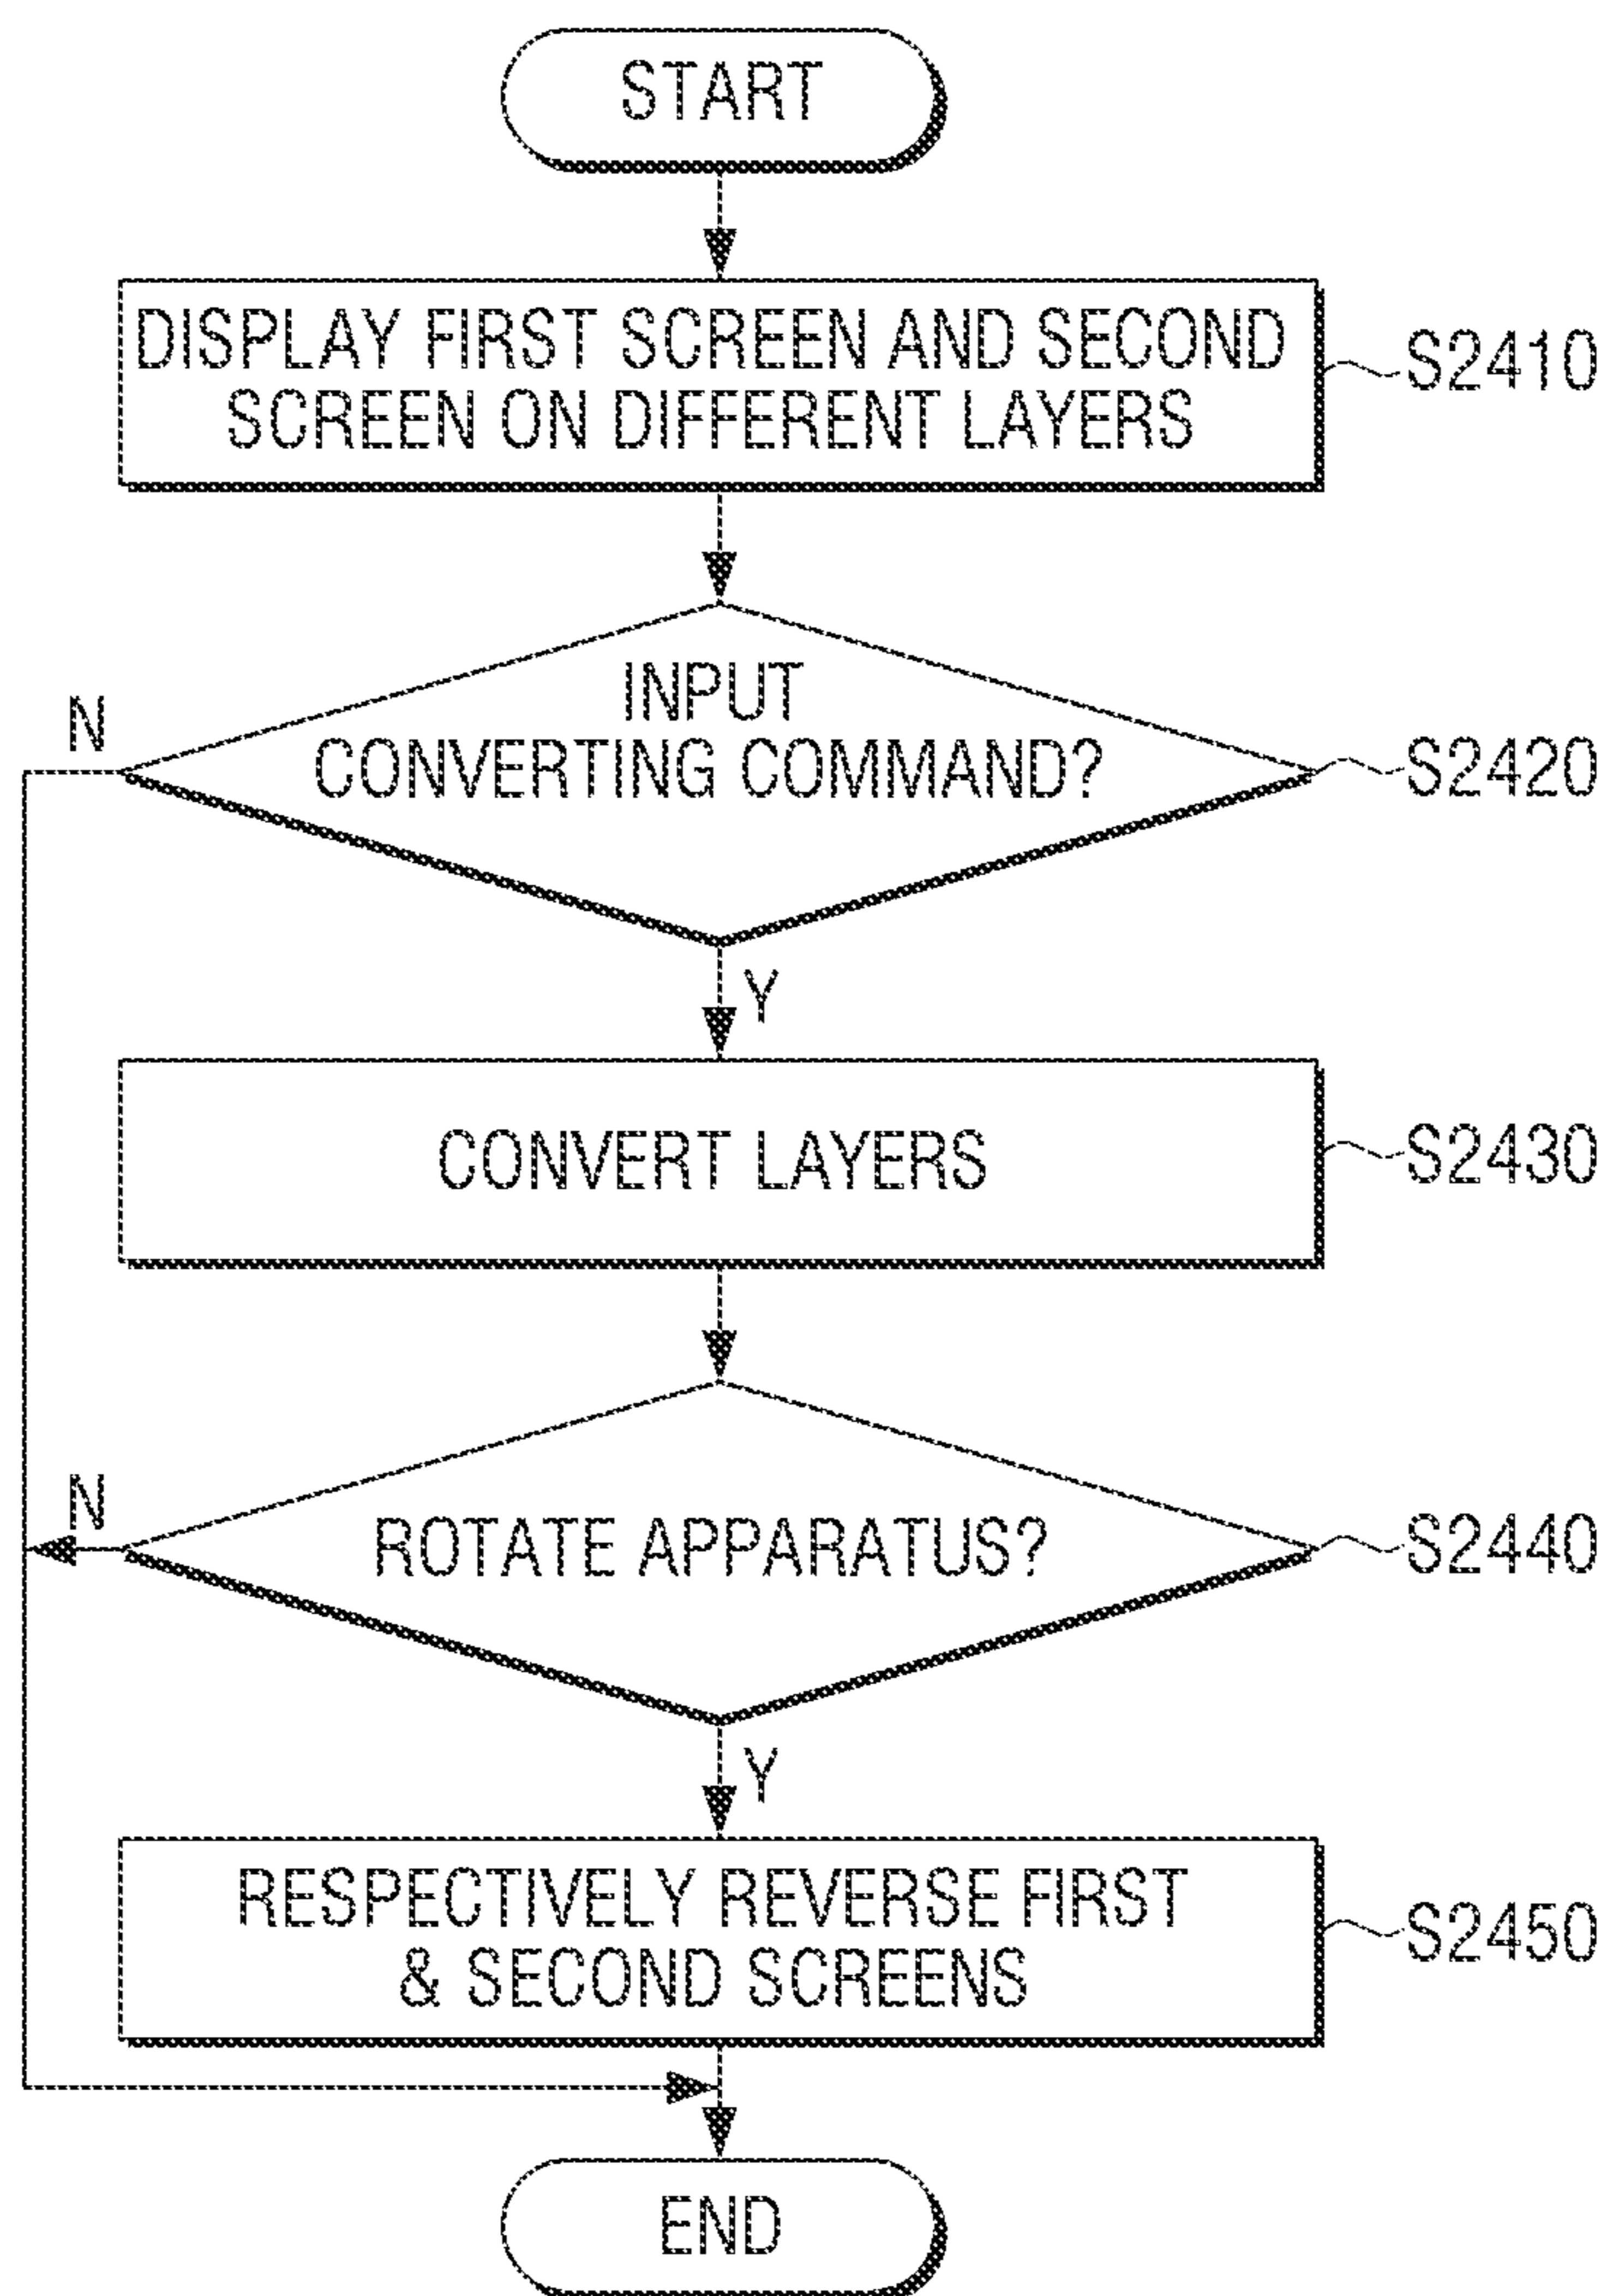 START
DISPLAY FIRST SCREEN AND SECOND
SCREEN ON DIFFERENT LAYERS
S2410
INPUT
CONVERTING COMMAND?
S2420
N
Y
CONVERT LAYERS
S2430
ROTATE APPARATUS?
S2440
N
Y
RESPECTIVELY REVERSE FIRST
& SECOND SCREENS
S2450
END